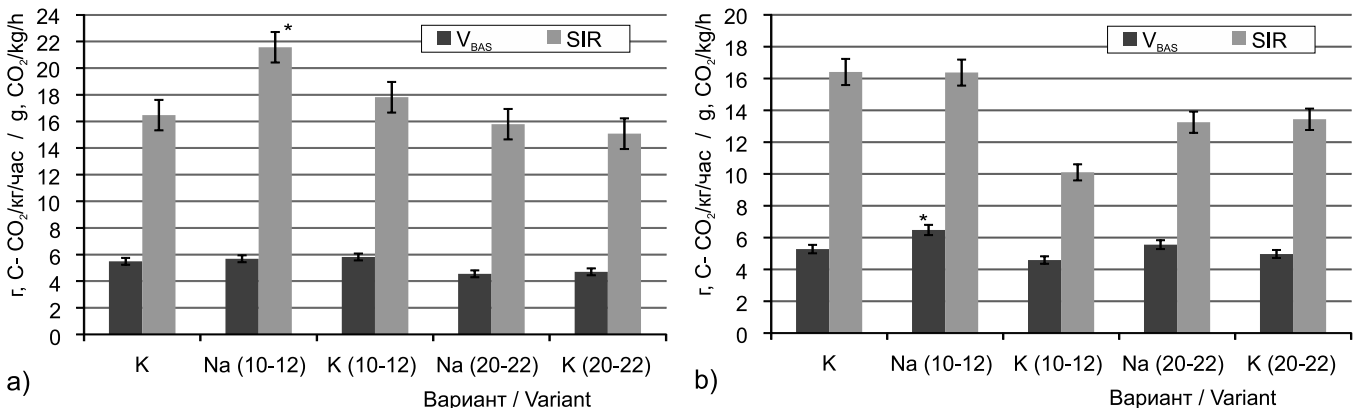 г, C- CO₂/кг/час / g, CO₂/kg/h
24
22
20
18
16
14
12
10
8
6
4
2
0
V_BAS
SIR
*
K
Na (10-12)
K (10-12)
Na (20-22)
K (20-22)
a)
Вариант / Variant
г, C- CO₂/кг/час / g, CO₂/kg/h
20
18
16
14
12
10
8
6
4
2
0
V_BAS
SIR
*
K
Na (10-12)
K (10-12)
Na (20-22)
K (20-22)
b)
Вариант / Variant